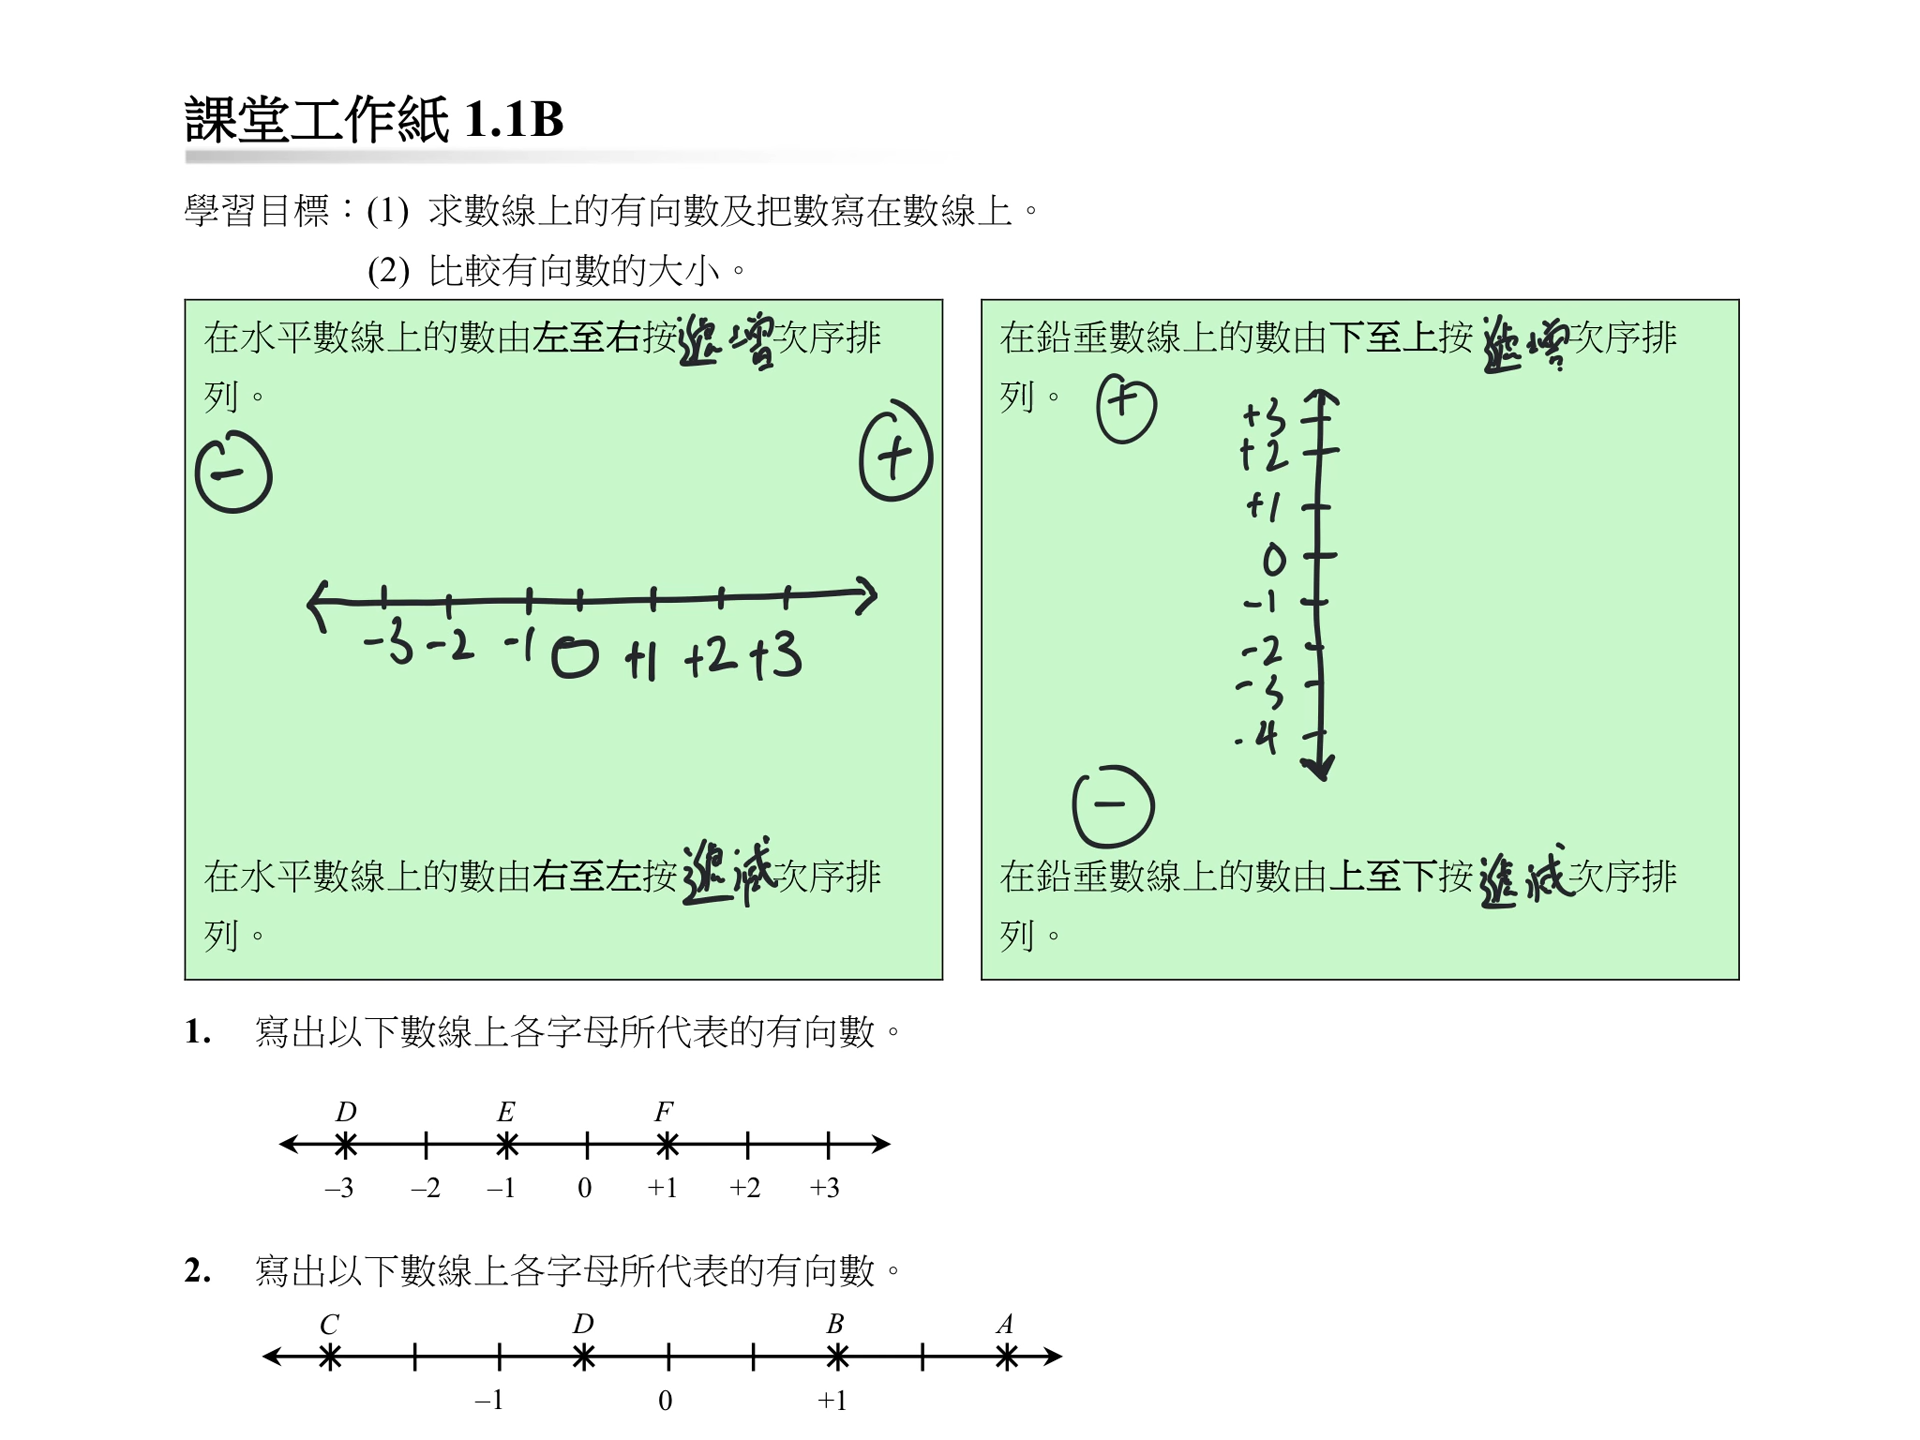 課堂工作紙 1.1B
學習目標：(1) 求數線上的有向數及把數寫在數線上。
(2) 比較有向數的大小。
在水平數線上的數由左至右按遞增次序排
列。
−
+
-3 -2 -1 0 +1 +2 +3
在水平數線上的數由右至左按遞減次序排
列。
在鉛垂數線上的數由下至上按遞增次序排
列。
+
+3
+2
+1
0
-1
-2
-3
-4
−
在鉛垂數線上的數由上至下按遞減次序排
列。
1. 寫出以下數線上各字母所代表的有向數。
D E F
–3 –2 –1 0 +1 +2 +3
2. 寫出以下數線上各字母所代表的有向數。
C D B A
–1 0 +1